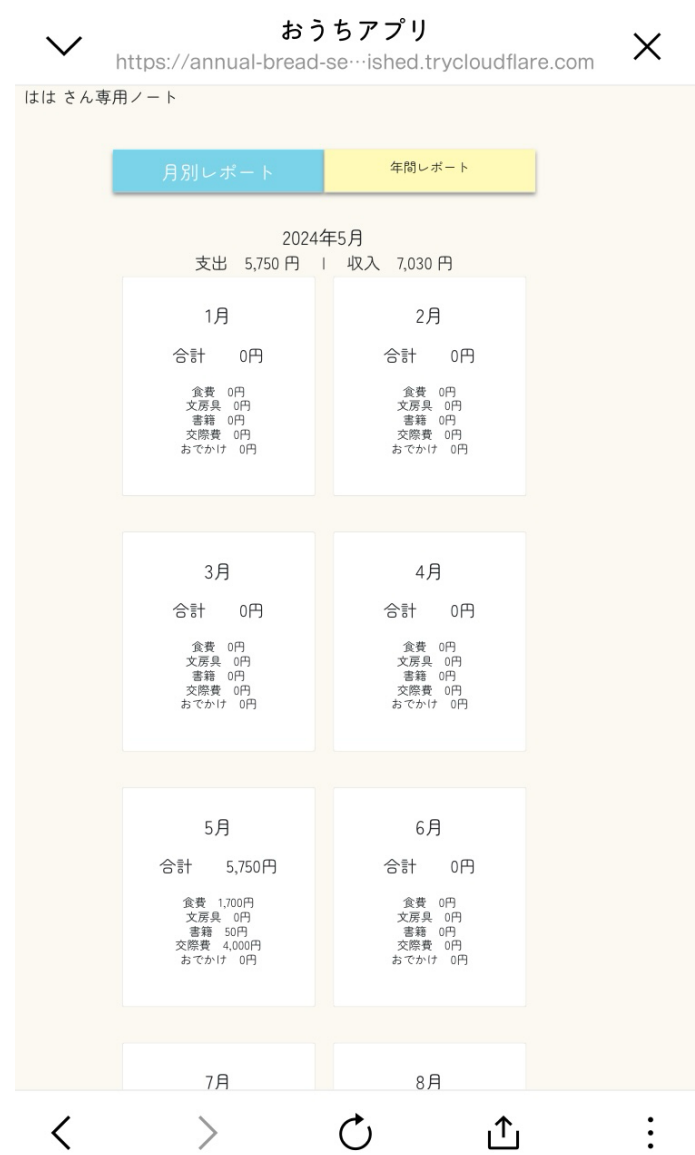 おうちアプリ
https://annual-bread-se…ished.trycloudflare.com
はは さん専用ノート
月別レポート 年間レポート
2024年5月
支出 5,750 円 | 収入 7,030 円
1月
合計 0円
食費 0円
文房具 0円
書籍 0円
交際費 0円
おでかけ 0円
2月
合計 0円
食費 0円
文房具 0円
書籍 0円
交際費 0円
おでかけ 0円
3月
合計 0円
食費 0円
文房具 0円
書籍 0円
交際費 0円
おでかけ 0円
4月
合計 0円
食費 0円
文房具 0円
書籍 0円
交際費 0円
おでかけ 0円
5月
合計 5,750円
食費 1,700円
文房具 0円
書籍 50円
交際費 4,000円
おでかけ 0円
6月
合計 0円
食費 0円
文房具 0円
書籍 0円
交際費 0円
おでかけ 0円
7月
8月